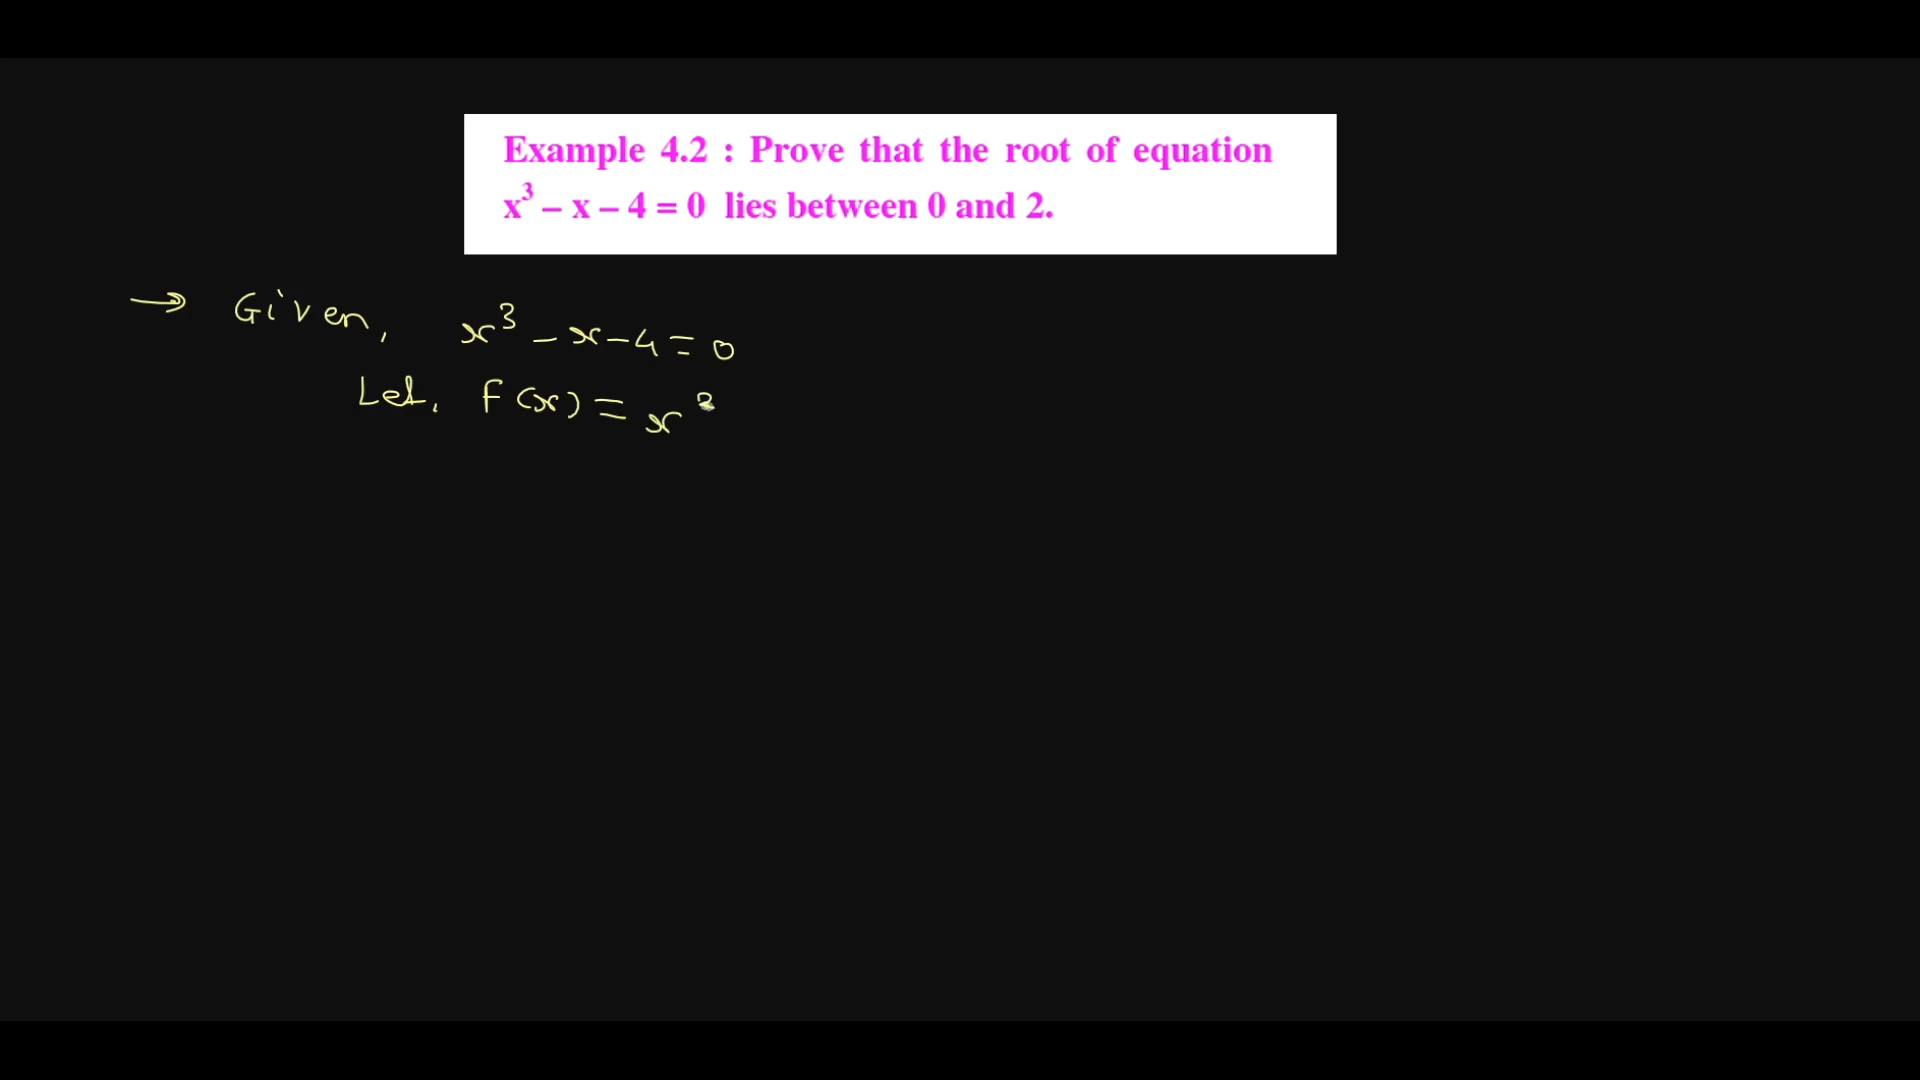 Example 4.2 : Prove that the root of equation
x³ – x – 4 = 0 lies between 0 and 2.
→ Given, x³ - x - 4 = 0
Let, f(x) = x